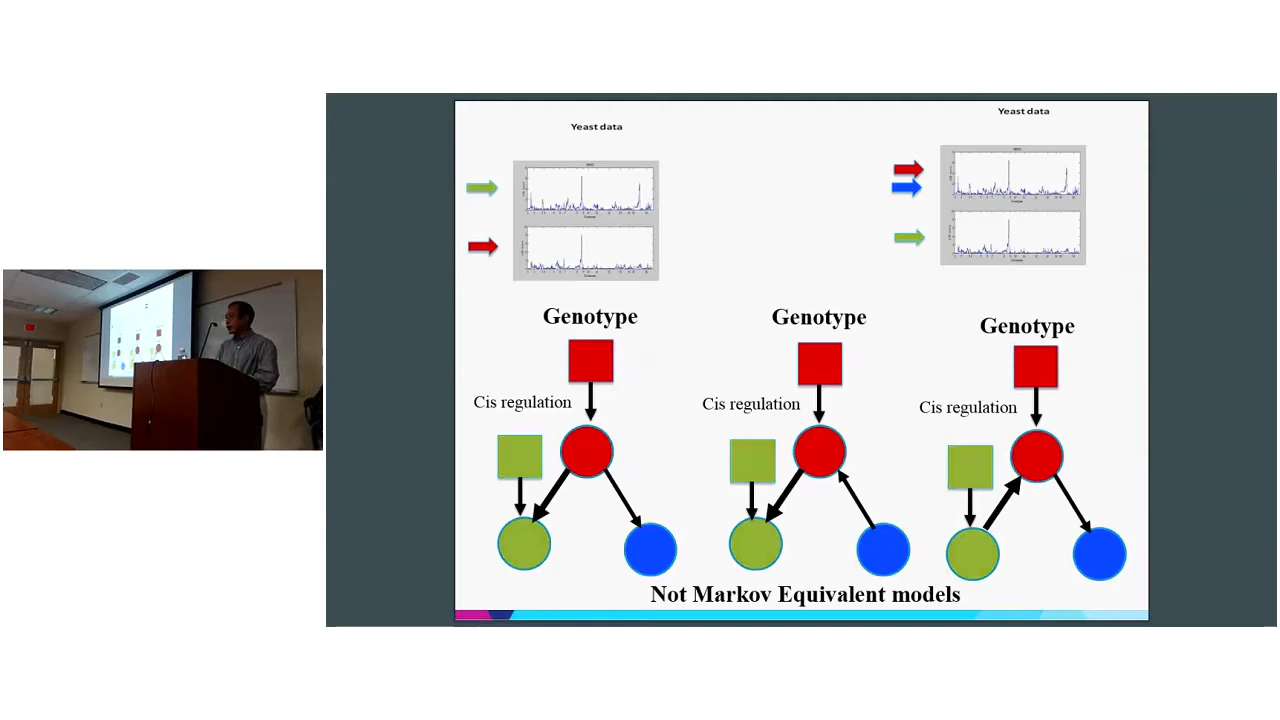 Yeast data
Yeast data
Genotype
Genotype
Genotype
Cis regulation
Cis regulation
Cis regulation
Not Markov Equivalent models